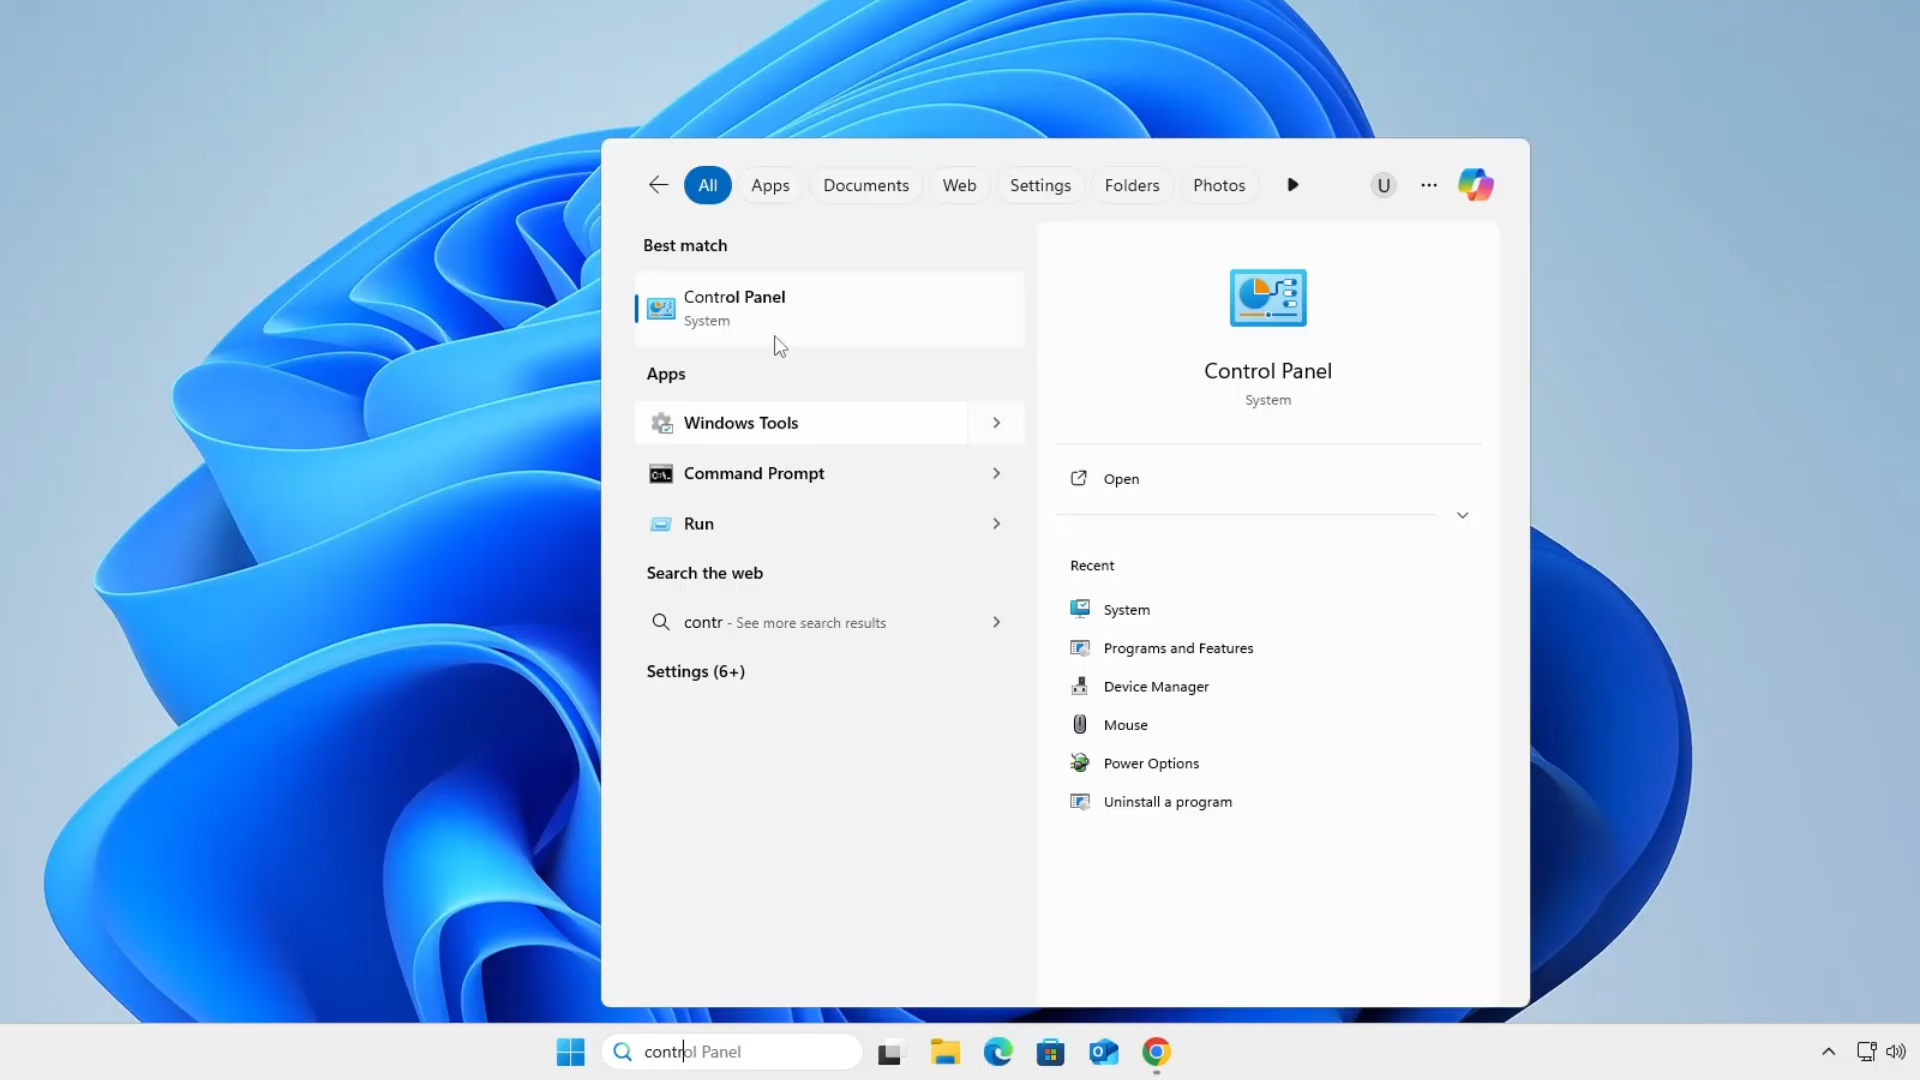 All Apps Documents Web Settings Folders Photos U
Best match
Control Panel
System
Apps
Windows Tools
Command Prompt
Run
Search the web
contr - See more search results
Settings (6+)
Control Panel
System
Open
Recent
System
Programs and Features
Device Manager
Mouse
Power Options
Uninstall a program
control Panel